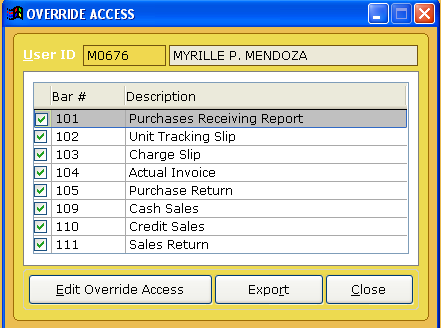 OVERRIDE ACCESS
User ID M0676 MYRILLE P. MENDOZA
Bar # Description
101 Purchases Receiving Report
102 Unit Tracking Slip
103 Charge Slip
104 Actual Invoice
105 Purchase Return
109 Cash Sales
110 Credit Sales
111 Sales Return
Edit Override Access Export Close